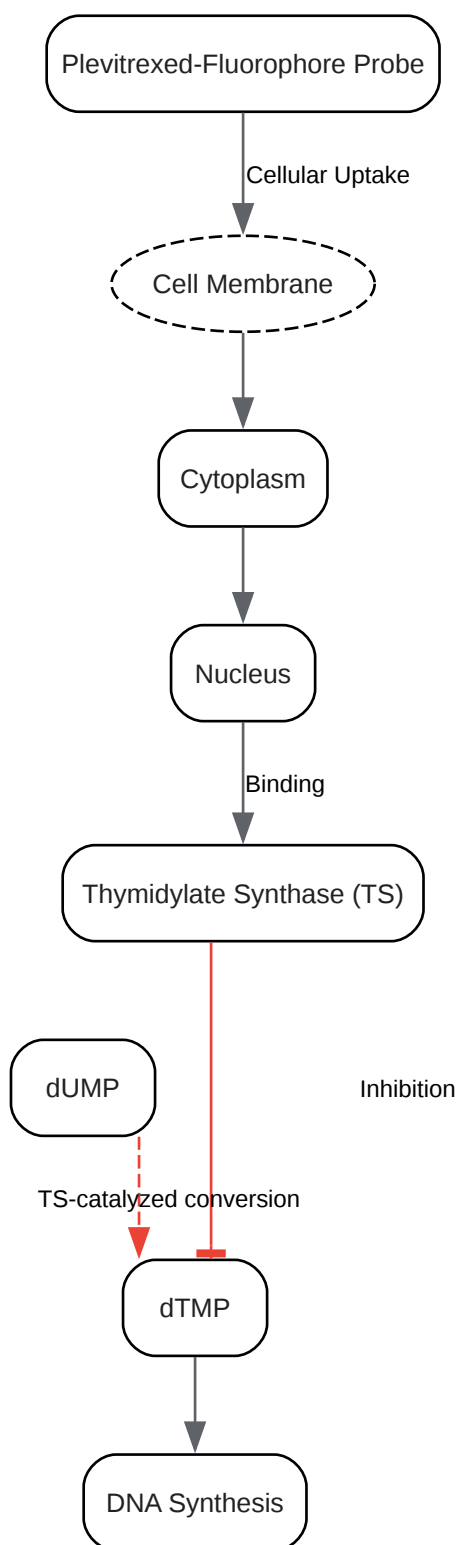 Plevitrexed-Fluorophore Probe
Cellular Uptake
Cell Membrane
Cytoplasm
Nucleus
Binding
Thymidylate Synthase (TS)
dUMP
Inhibition
TS-catalyzed conversion
dTMP
DNA Synthesis